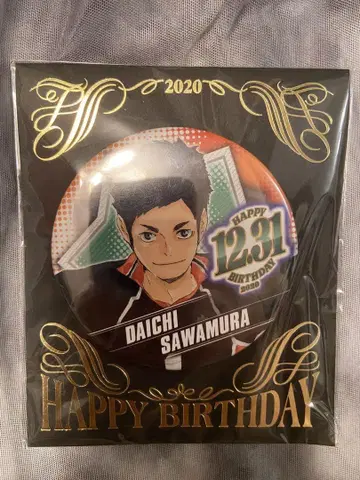 2020
HAPPY
12.31
BIRTHDAY
2020
DAICHI
SAWAMURA
HAPPY BIRTHDAY